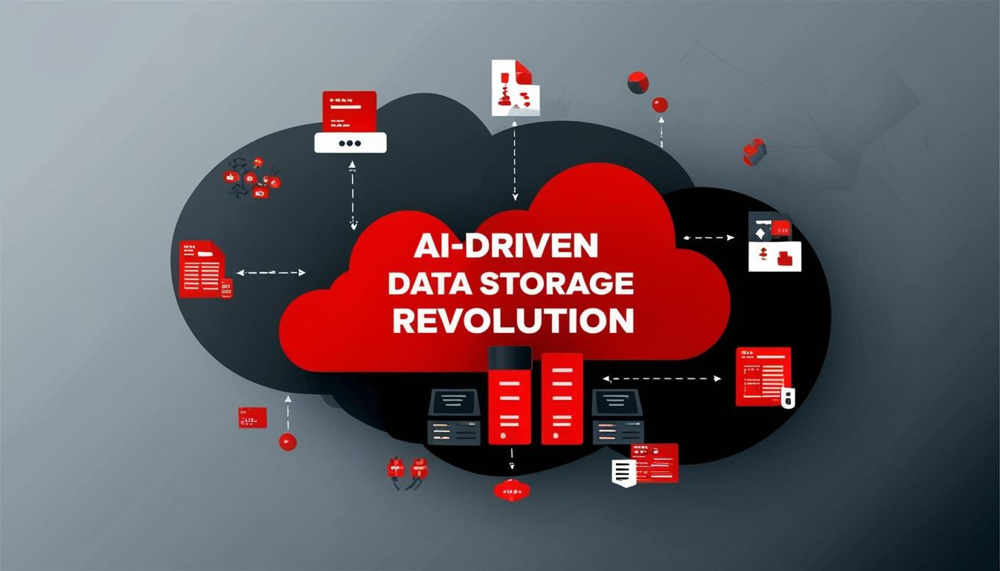 AI-DRIVEN
DATA STORAGE
REVOLUTION